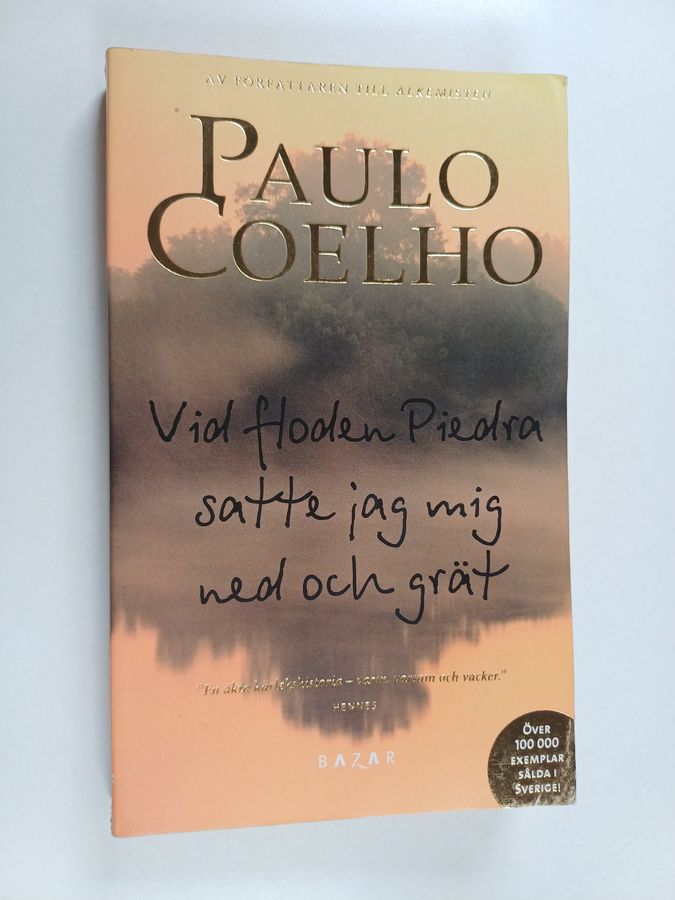 AV FÖRFATTAREN TILL ALKEMISTEN
PAULO
COELHO
Vid floden Piedra
satte jag mig
ned och grät
"En äkta kärlekshistoria – varm, varsam och vacker."
HENNES
BAZAR
ÖVER
100 000
EXEMPLAR
SÅLDA I
SVERIGE!